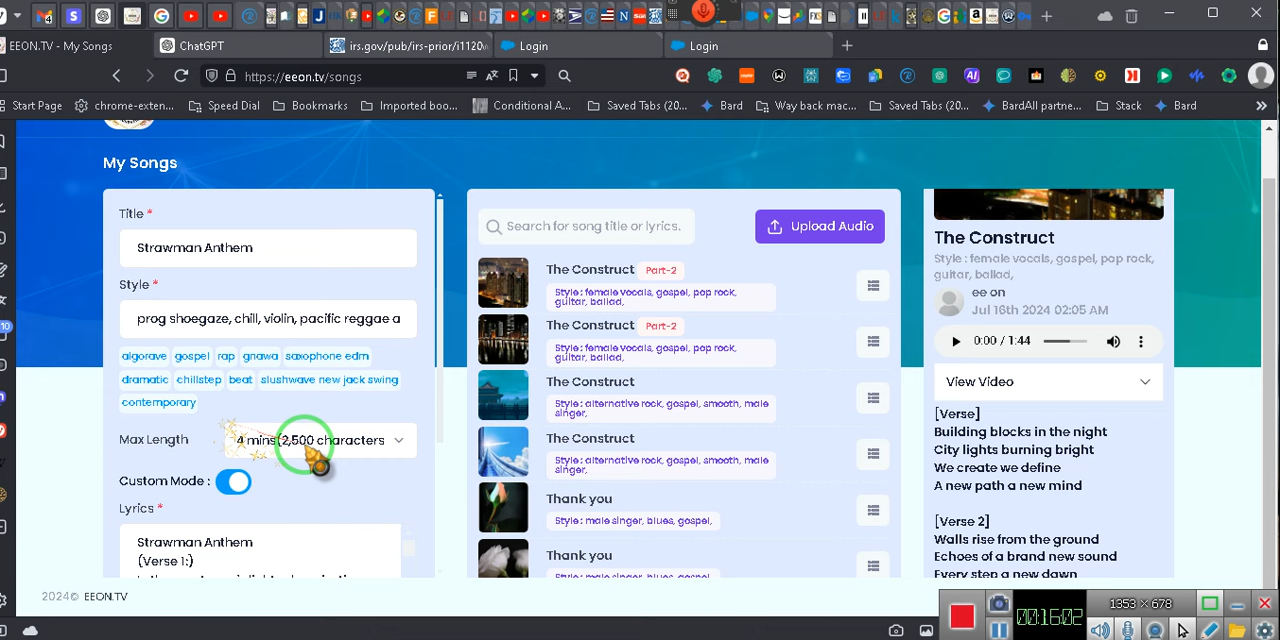 EEON.TV - My Songs
ChatGPT
irs.gov/pub/irs-prior/i1120
Login
Login
https://eeon.tv/songs
Start Page
chrome-exten...
Speed Dial
Bookmarks
Imported boo...
Conditional A...
Saved Tabs (20...
Bard
Way back mac...
Saved Tabs (20...
BardAll partne...
Stack
Bard
My Songs
Title *
Strawman Anthem
Style *
prog shoegaze, chill, violin, pacific reggae a
algorave gospel rap gnawa saxophone edm
dramatic chillstep beat slushwave new jack swing
contemporary
Max Length
4 mins(2,500 characters
Custom Mode :
Lyrics *
Strawman Anthem
(Verse 1:)
Search for song title or lyrics.
Upload Audio
The Construct Part-2
Style : female vocals, gospel, pop rock,
guitar, ballad,
The Construct Part-2
Style : female vocals, gospel, pop rock,
guitar, ballad,
The Construct
Style : alternative rock, gospel, smooth, male
singer,
The Construct
Style : alternative rock, gospel, smooth, male
singer,
Thank you
Style : male singer, blues, gospel,
Thank you
Style : male singer, blues, gospel,
The Construct
Style : female vocals, gospel, pop rock,
guitar, ballad,
ee on
Jul 16th 2024 02:05 AM
0:00 / 1:44
View Video
[Verse]
Building blocks in the night
City lights burning bright
We create we define
A new path a new mind
[Verse 2]
Walls rise from the ground
Echoes of a brand new sound
Every step a new dawn
2024© EEON.TV
1353 × 678
00:16:02